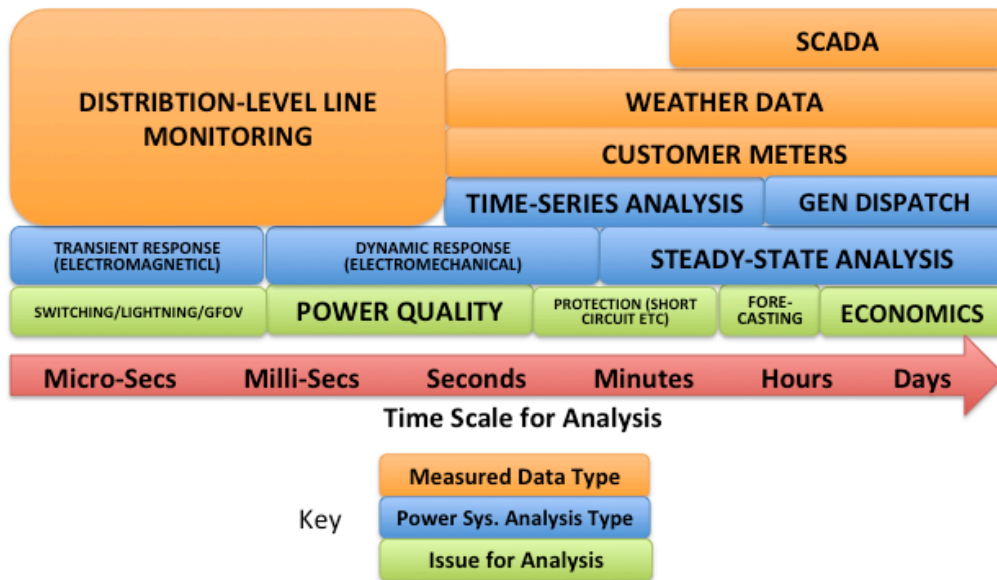 SCADA
DISTRIBTION-LEVEL LINE
MONITORING
WEATHER DATA
CUSTOMER METERS
TIME-SERIES ANALYSIS
GEN DISPATCH
TRANSIENT RESPONSE
(ELECTROMAGNETICL)
DYNAMIC RESPONSE
(ELECTROMECHANICAL)
STEADY-STATE ANALYSIS
SWITCHING/LIGHTNING/GFOV
POWER QUALITY
PROTECTION (SHORT
CIRCUIT ETC)
FORE-
CASTING
ECONOMICS
Micro-Secs Milli-Secs Seconds Minutes Hours Days
Time Scale for Analysis
Measured Data Type
Key
Power Sys. Analysis Type
Issue for Analysis